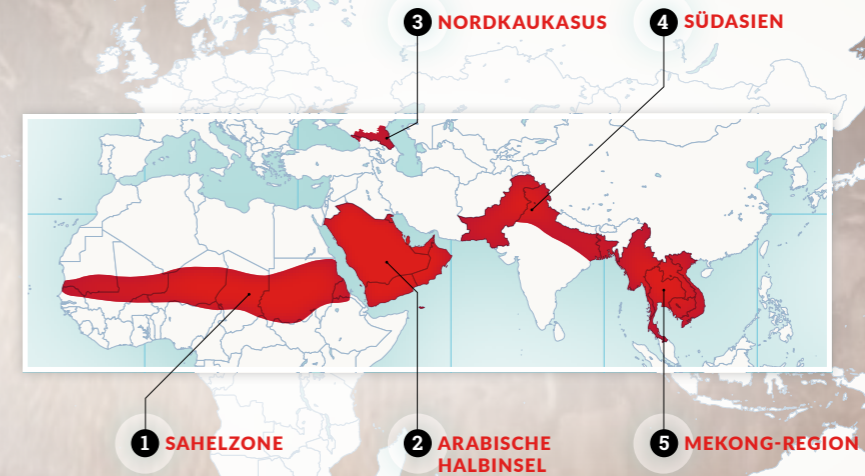 3 NORDKAUKASUS
4 SÜDASIEN
1 SAHELZONE
2 ARABISCHE
HALBINSEL
5 MEKONG-REGION